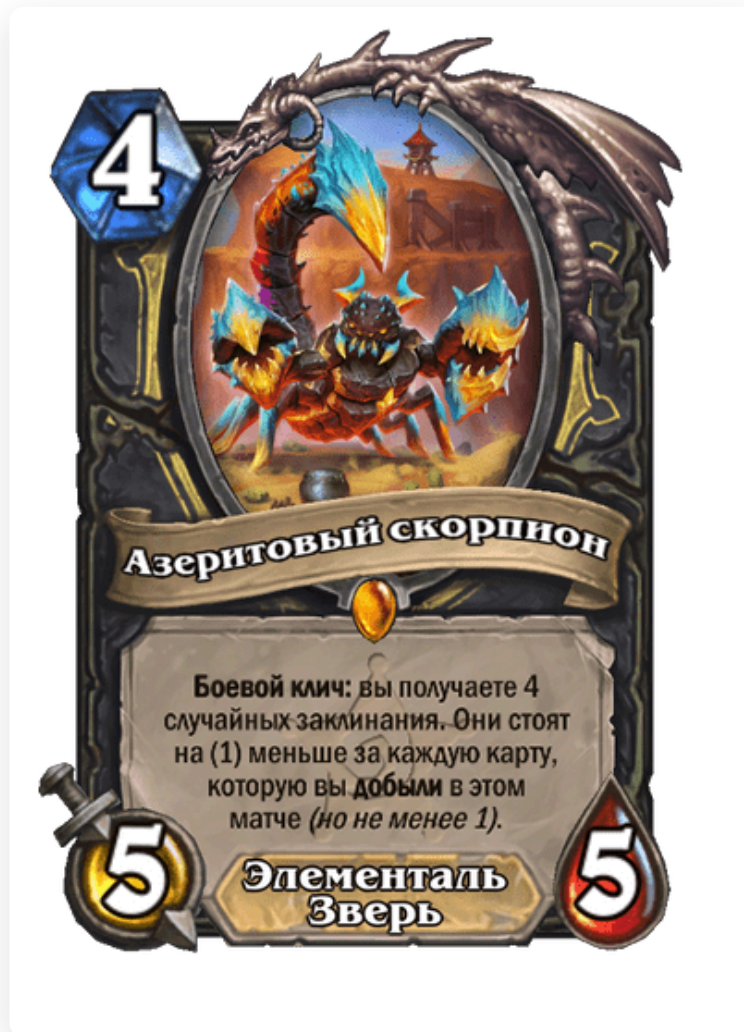 4
Азеритовый скорпион
Боевой клич: вы получаете 4
случайных заклинания. Они стоят
на (1) меньше за каждую карту,
которую вы добыли в этом
матче (но не менее 1).
5
Элементаль
Зверь
5